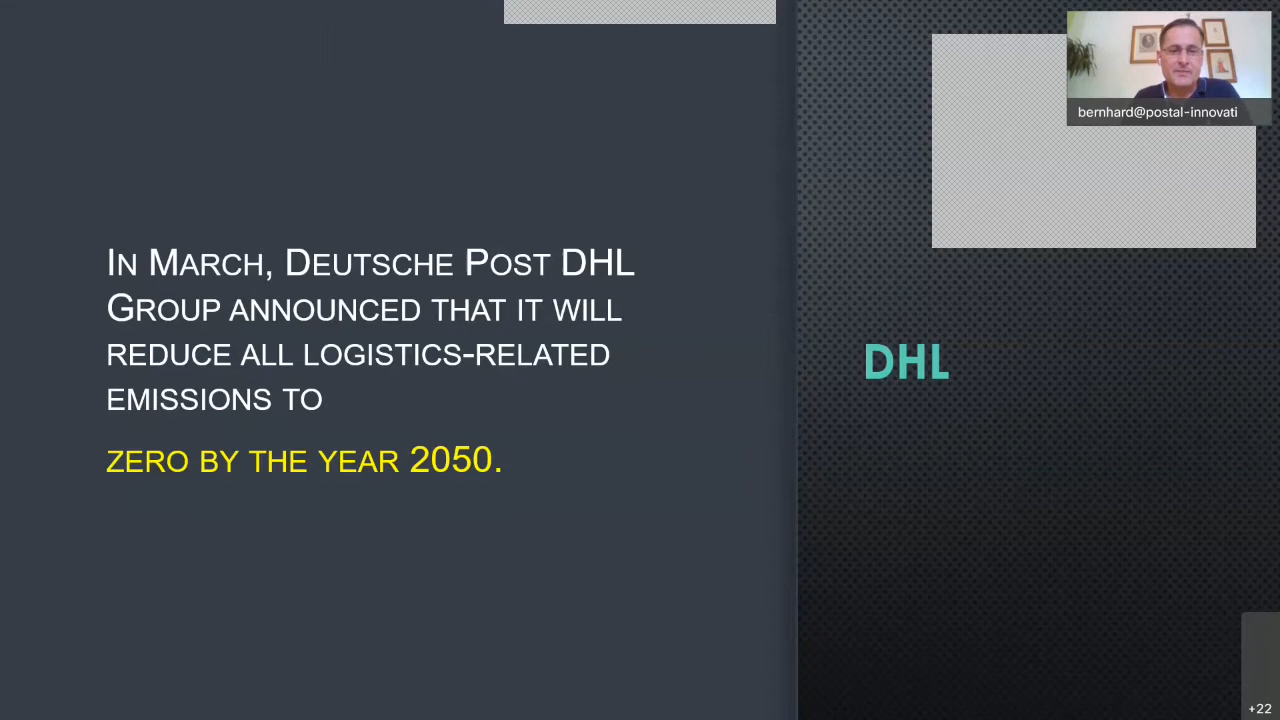 In March, Deutsche Post DHL
Group announced that it will
reduce all logistics-related
emissions to
zero by the year 2050.
DHL
bernhard@postal-innovati
+22